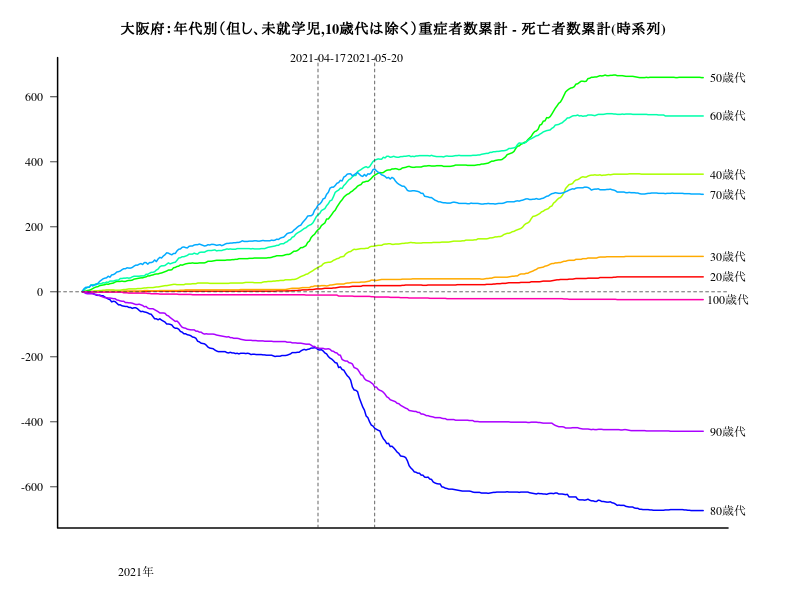 大阪府：年代別（但し、未就学児,10歳代は除く）重症者数累計 - 死亡者数累計(時系列)
2021-04-17 2021-05-20
600
400
200
0
-200
-400
-600
50歳代
60歳代
40歳代
70歳代
30歳代
20歳代
100歳代
90歳代
80歳代
2021年